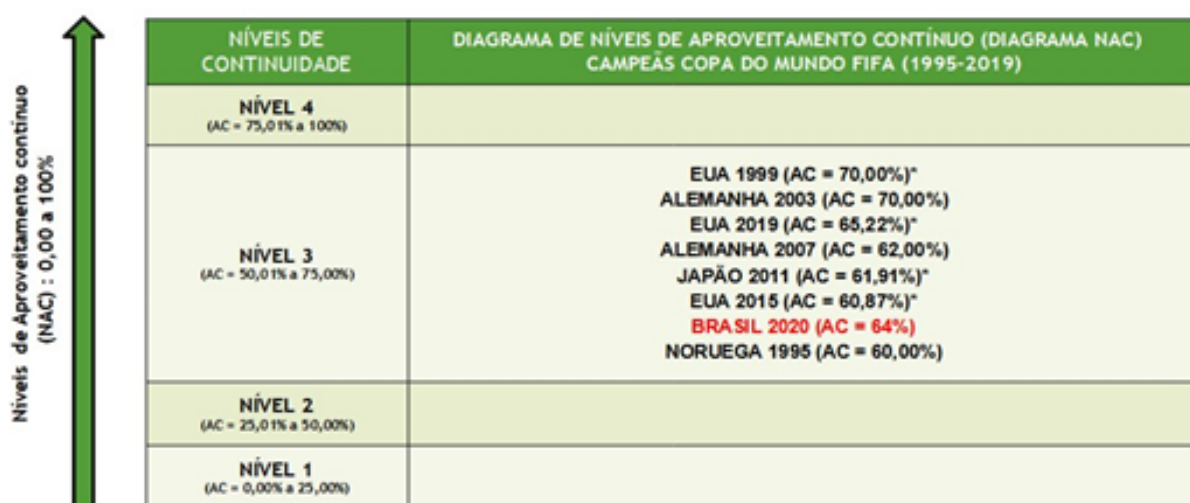 Níveis de Aproveitamento contínuo
(NAC) : 0,00 a 100%
NÍVEIS DE
CONTINUIDADE
DIAGRAMA DE NÍVEIS DE APROVEITAMENTO CONTÍNUO (DIAGRAMA NAC)
CAMPEÃS COPA DO MUNDO FIFA (1995-2019)
NÍVEL 4
(AC = 75,01% a 100%)
NÍVEL 3
(AC = 50,01% a 75,00%)
EUA 1999 (AC = 70,00%)*
ALEMANHA 2003 (AC = 70,00%)
EUA 2019 (AC = 65,22%)*
ALEMANHA 2007 (AC = 62,00%)
JAPÃO 2011 (AC = 61,91%)*
EUA 2015 (AC = 60,87%)*
BRASIL 2020 (AC = 64%)
NORUEGA 1995 (AC = 60,00%)
NÍVEL 2
(AC = 25,01% a 50,00%)
NÍVEL 1
(AC = 0,00% a 25,00%)